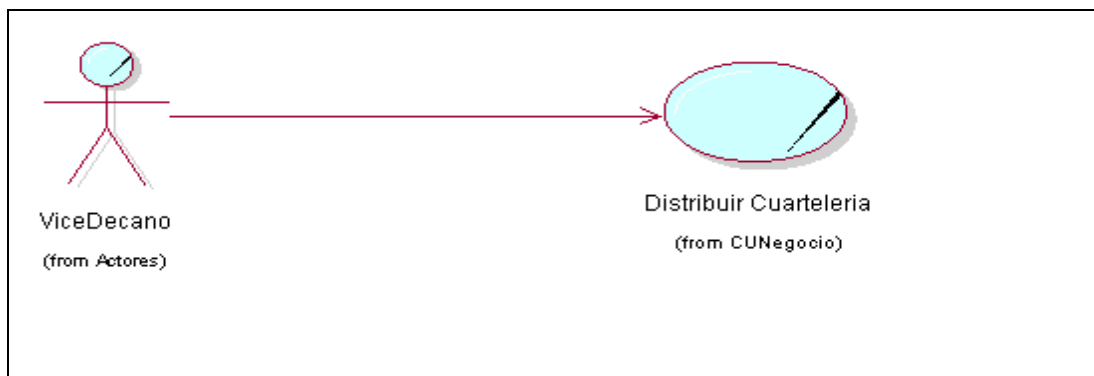 ViceDecano
(from Actores)
Distribuir Cuarteleria
(from CUNegocio)